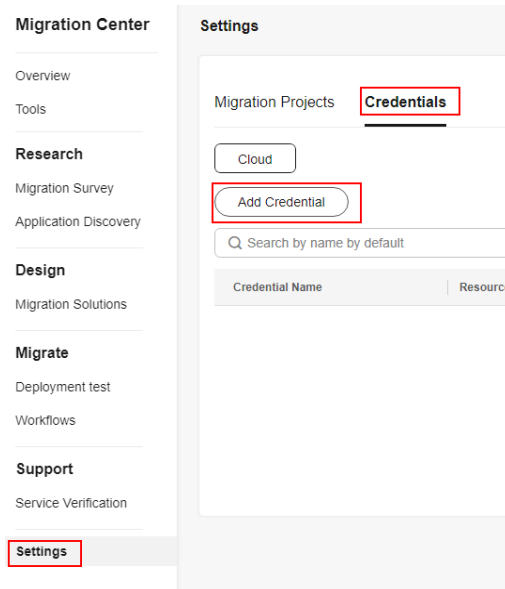 Migration Center
Overview
Tools
Research
Migration Survey
Application Discovery
Design
Migration Solutions
Migrate
Deployment test
Workflows
Support
Service Verification
Settings
Settings
Migration Projects
Credentials
Cloud
Add Credential
Search by name by default
Credential Name
Resourc